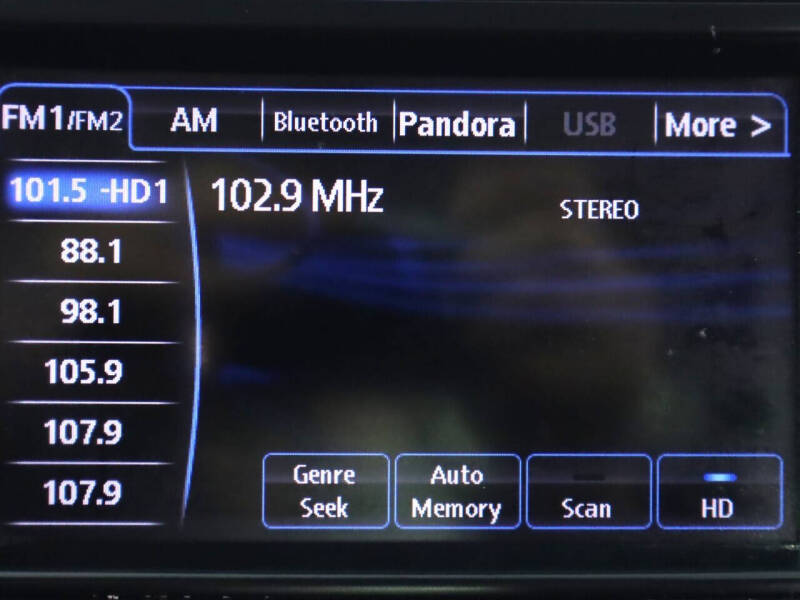 FM1/FM2 AM Bluetooth Pandora USB More >
101.5 -HD1
102.9 MHz
STEREO
88.1
98.1
105.9
107.9
107.9
Genre
Seek
Auto
Memory
Scan
HD